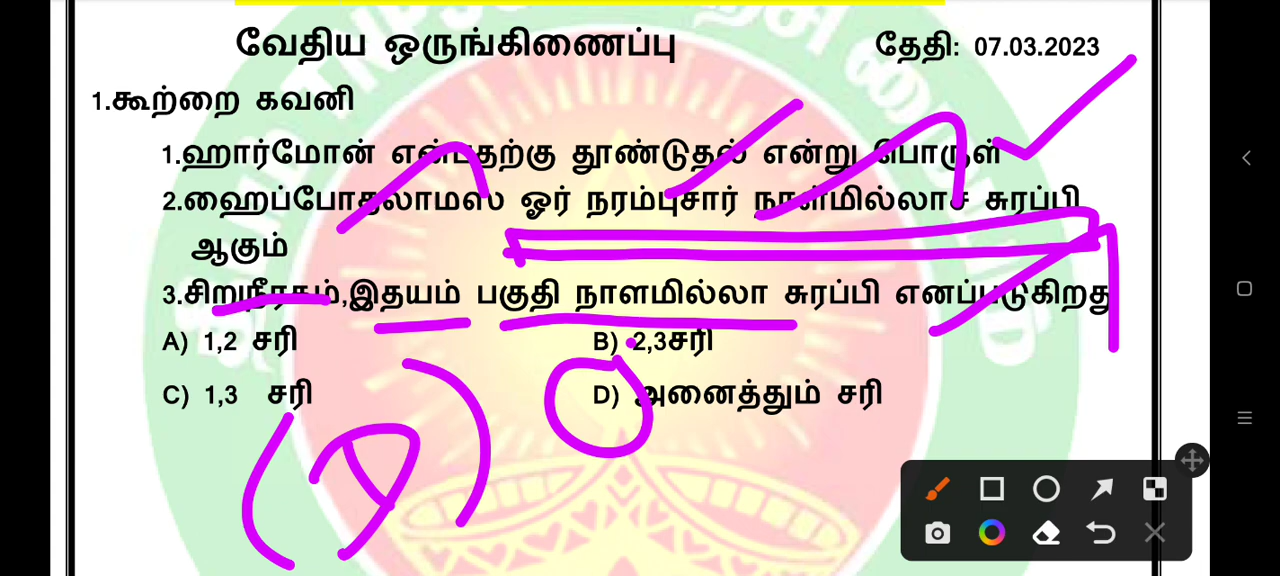 வேதிய ஒருங்கிணைப்பு தேதி: 07.03.2023
1.கூற்றை கவனி
1.ஹார்மோன் என்பதற்கு தூண்டுதல் என்று பொருள்
2.ஹைப்போதலாமஸ் ஓர் நரம்புசார் நாள்மில்லாச் சுரப்பி
ஆகும்
3.சிறுநீரகம்,இதயம் பகுதி நாளமில்லா சுரப்பி எனப்படுகிறது
A) 1,2 சரி B) 2,3சரி
C) 1,3 சரி D) அனைத்தும் சரி